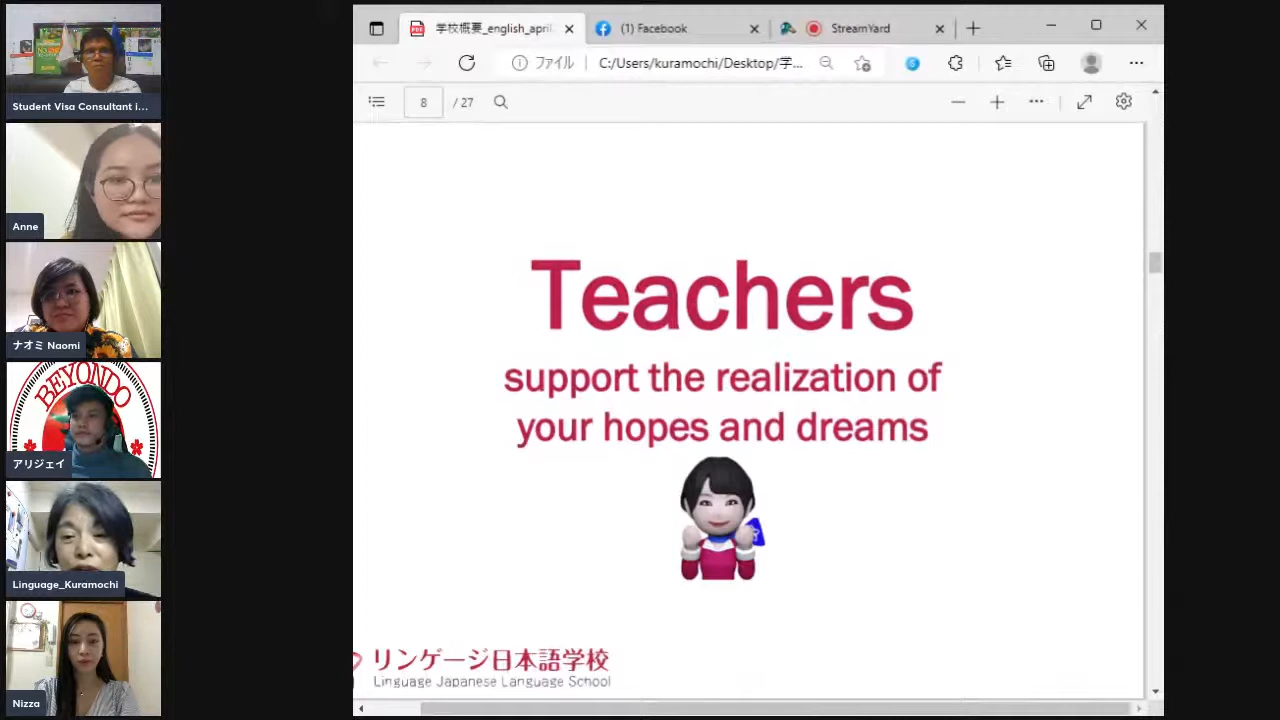 Student Visa Consultant i...
Anne
ナオミ Naomi
BEYONDO
アリジェイ
Linguage_Kuramochi
Nizza
学校概要_english_april
(1) Facebook
StreamYard
ファイル
C:/Users/kuramochi/Desktop/学...
8 / 27
Teachers
support the realization of
your hopes and dreams
リンゲージ日本語学校
Linguage Japanese Language School